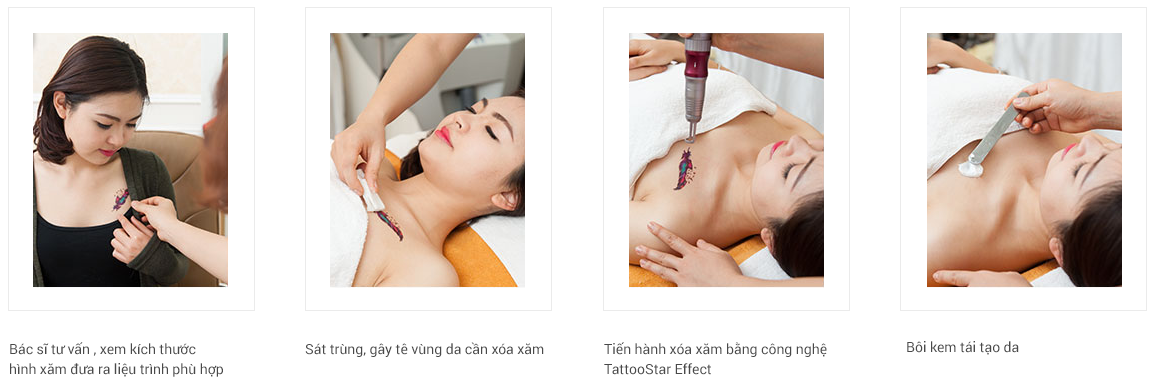 Bác sĩ tư vấn , xem kích thước
hình xăm đưa ra liệu trình phù hợp
Sát trùng, gây tê vùng da cần xóa xăm
Tiến hành xóa xăm bằng công nghệ
TattooStar Effect
Bôi kem tái tạo da